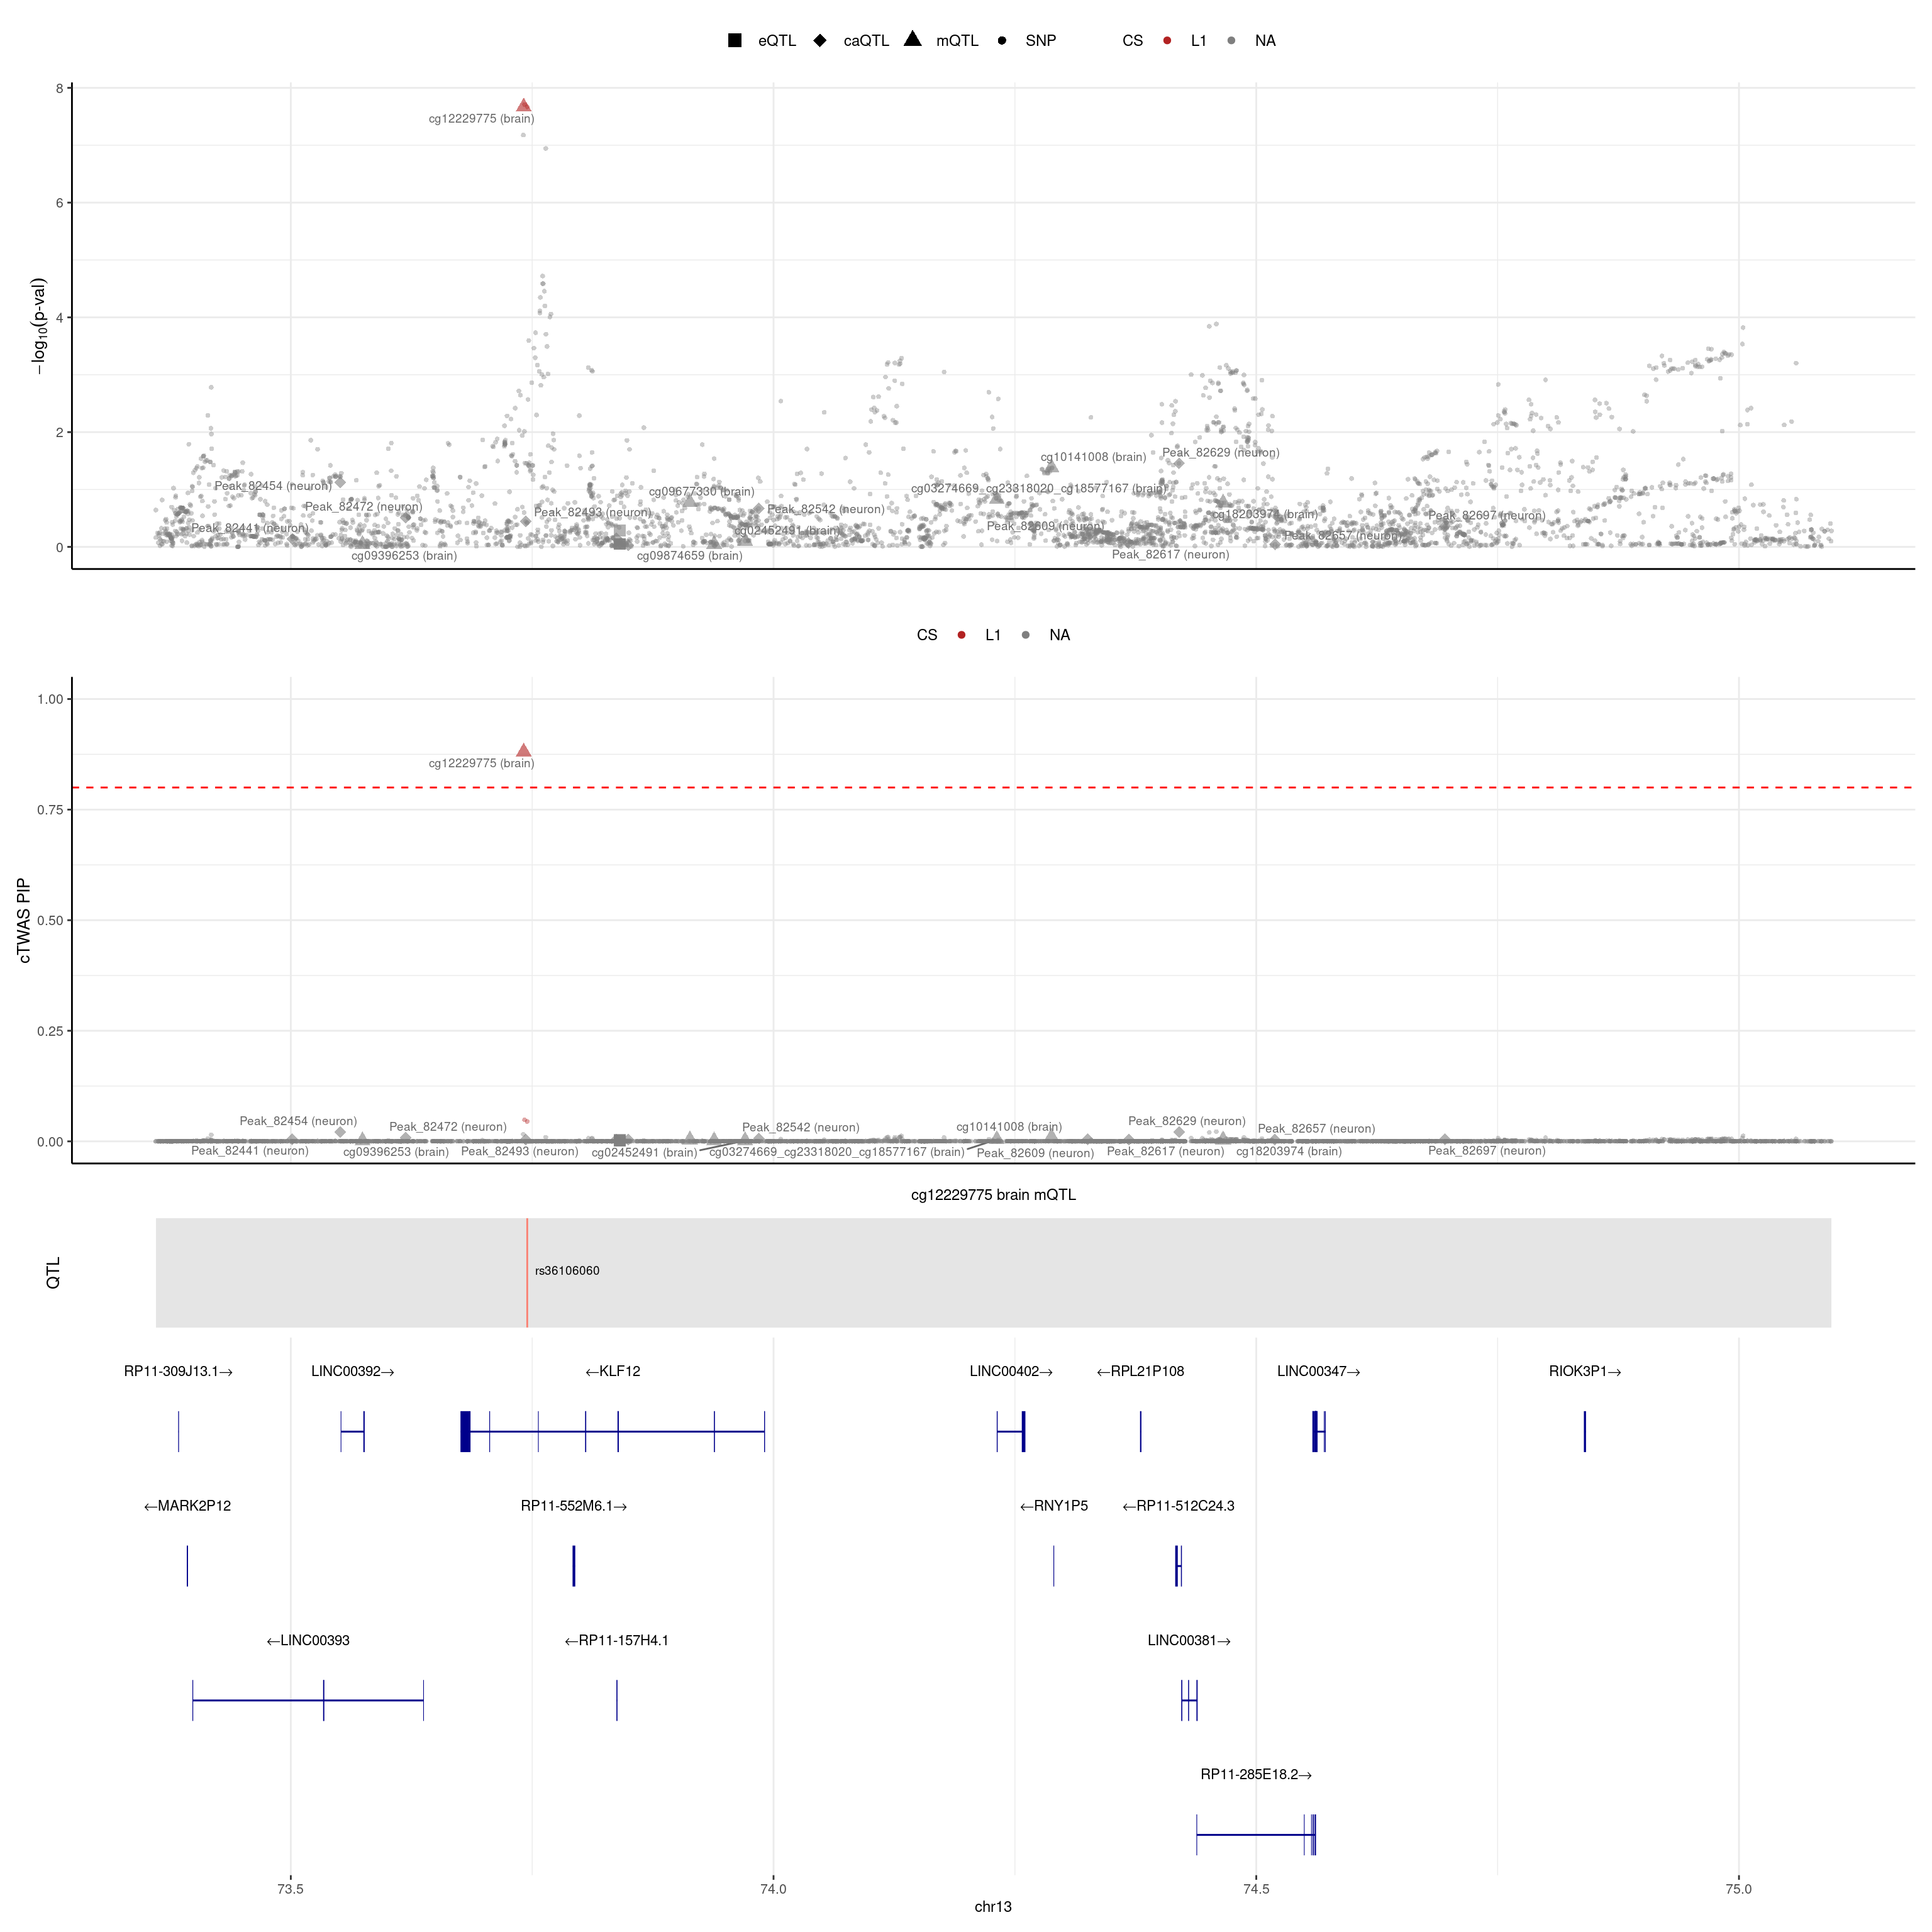 eQTL caQTL mQTL SNP CS L1 NA
8
cg12229775 (brain)
6
−log10(p-val)
4
2
cg10141008 (brain) Peak_82629 (neuron)
Peak_82454 (neuron) cg09677330 (brain) cg03274669_cg23318020_cg18577167 (brain)
Peak_82472 (neuron) Peak_82493 (neuron) Peak_82542 (neuron) cg18203974 (brain) Peak_82697 (neuron)
Peak_82441 (neuron) cg02452491 (brain) Peak_82609 (neuron) Peak_82657 (neuron)
0
cg09396253 (brain) cg09874659 (brain) Peak_82617 (neuron)
CS L1 NA
1.00
cg12229775 (brain)
0.75
cTWAS PIP
0.50
0.25
Peak_82454 (neuron) Peak_82472 (neuron) Peak_82542 (neuron) cg10141008 (brain) Peak_82629 (neuron) Peak_82657 (neuron)
0.00
Peak_82441 (neuron) cg09396253 (brain) Peak_82493 (neuron) cg02452491 (brain) cg03274669_cg23318020_cg18577167 (brain) Peak_82609 (neuron) Peak_82617 (neuron) cg18203974 (brain) Peak_82697 (neuron)
cg12229775 brain mQTL
QTL
rs36106060
RP11-309J13.1→ LINC00392→ ←KLF12 LINC00402→ ←RPL21P108 LINC00347→ RIOK3P1→
←MARK2P12 RP11-552M6.1→ ←RNY1P5 ←RP11-512C24.3
←LINC00393 ←RP11-157H4.1 LINC00381→
RP11-285E18.2→
73.5 74.0 74.5 75.0
chr13